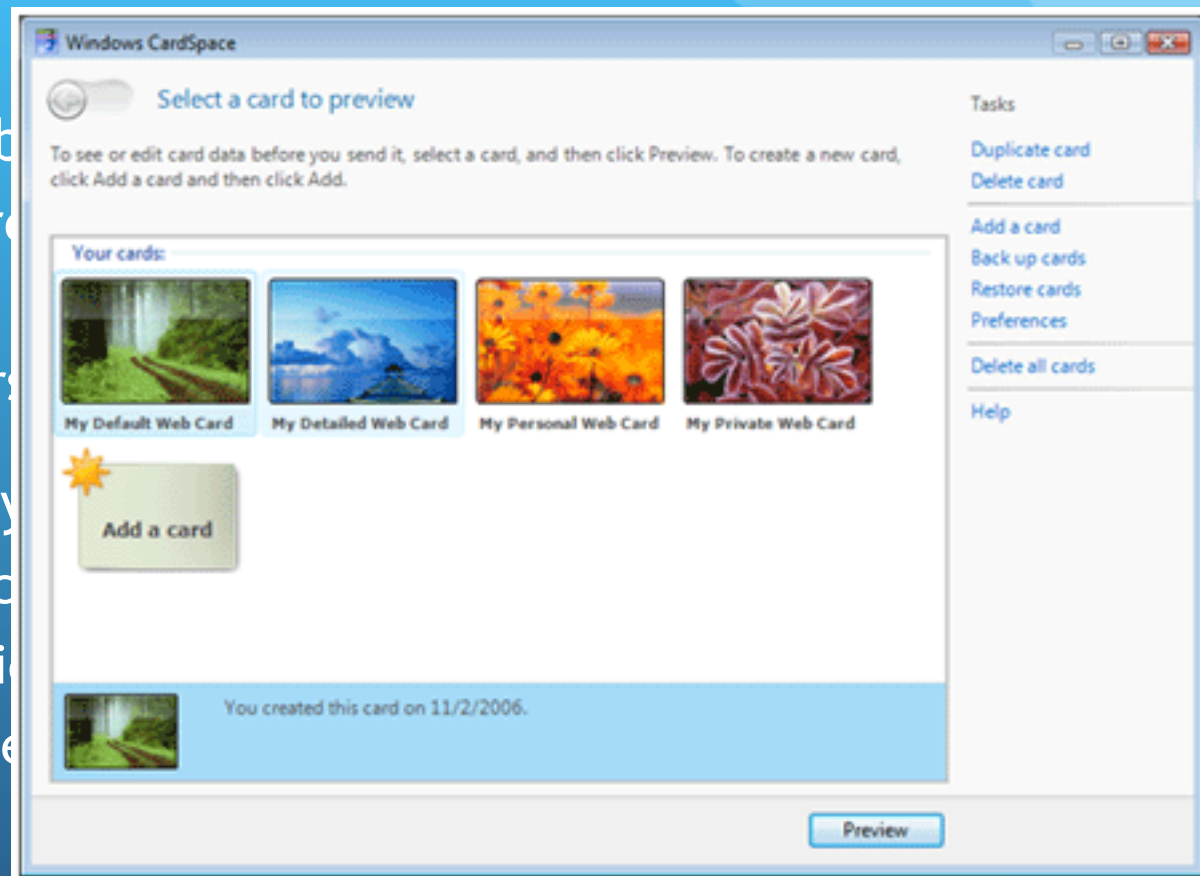 Windows CardSpace
Select a card to preview
To see or edit card data before you send it, select a card, and then click Preview. To create a new card,
click Add a card and then click Add.
Your cards:
My Default Web Card
My Detailed Web Card
My Personal Web Card
My Private Web Card
Add a card
You created this card on 11/2/2006.
Preview
Tasks
Duplicate card
Delete card
Add a card
Back up cards
Restore cards
Preferences
Delete all cards
Help